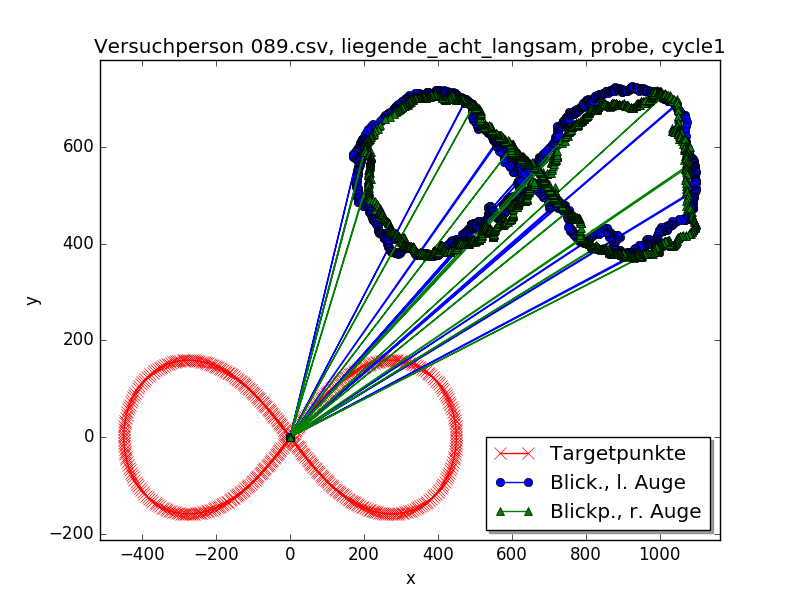 Versuchperson 089.csv, liegende_acht_langsam, probe, cycle1
y
600
400
200
0
−200
−400
−200
0
200
400
600
800
1000
x
Targetpunkte
Blick., l. Auge
Blickp., r. Auge